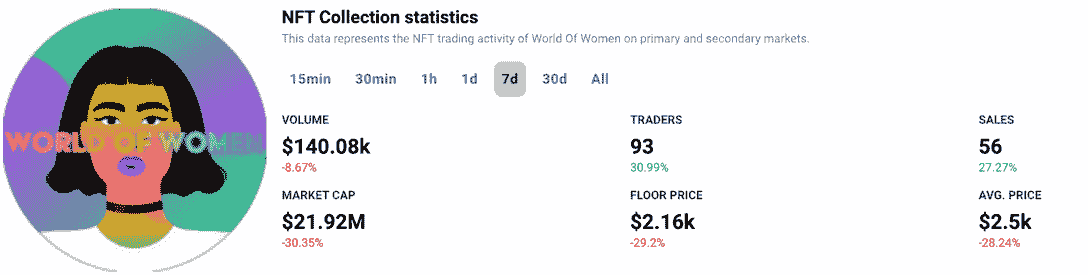 NFT Collection statistics
This data represents the NFT trading activity of World Of Women on primary and secondary markets.
15min 30min 1h 1d 7d 30d All
WORLD OF WOMEN
VOLUME TRADERS SALES
$140.08k 93 56
-8.67% 30.99% 27.27%
MARKET CAP FLOOR PRICE AVG. PRICE
$21.92M $2.16k $2.5k
-30.35% -29.2% -28.24%